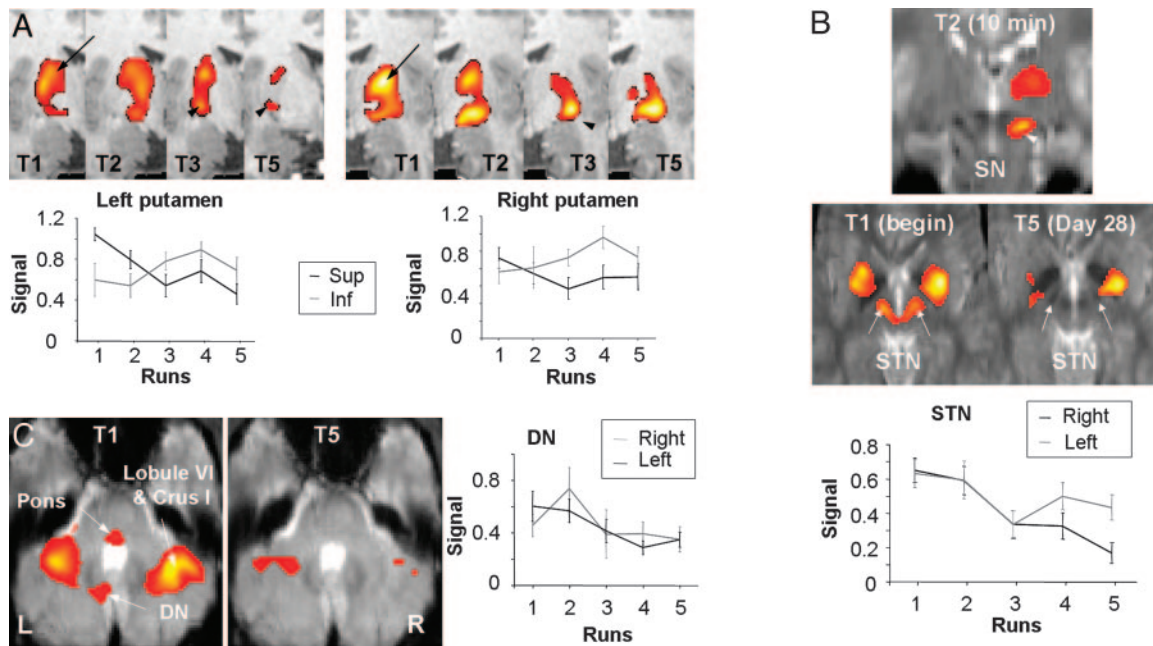 A
T1 T2 T3 T5
T1 T2 T3 T5
Left putamen
1.2
0.8
0.4
0
Signal
1 2 3 4 5
Runs
Sup
Inf
Right putamen
1.2
0.8
0.4
0
Signal
1 2 3 4 5
Runs
B
T2 (10 min)
SN
T1 (begin)
T5 (Day 28)
STN
STN
STN
Right
Left
0.8
0.6
0.4
0.2
0
Signal
1 2 3 4 5
Runs
C
T1
T5
Lobule VI
& Crus I
Pons
DN
L
R
DN
Right
Left
0.8
0.4
0
Signal
1 2 3 4 5
Runs